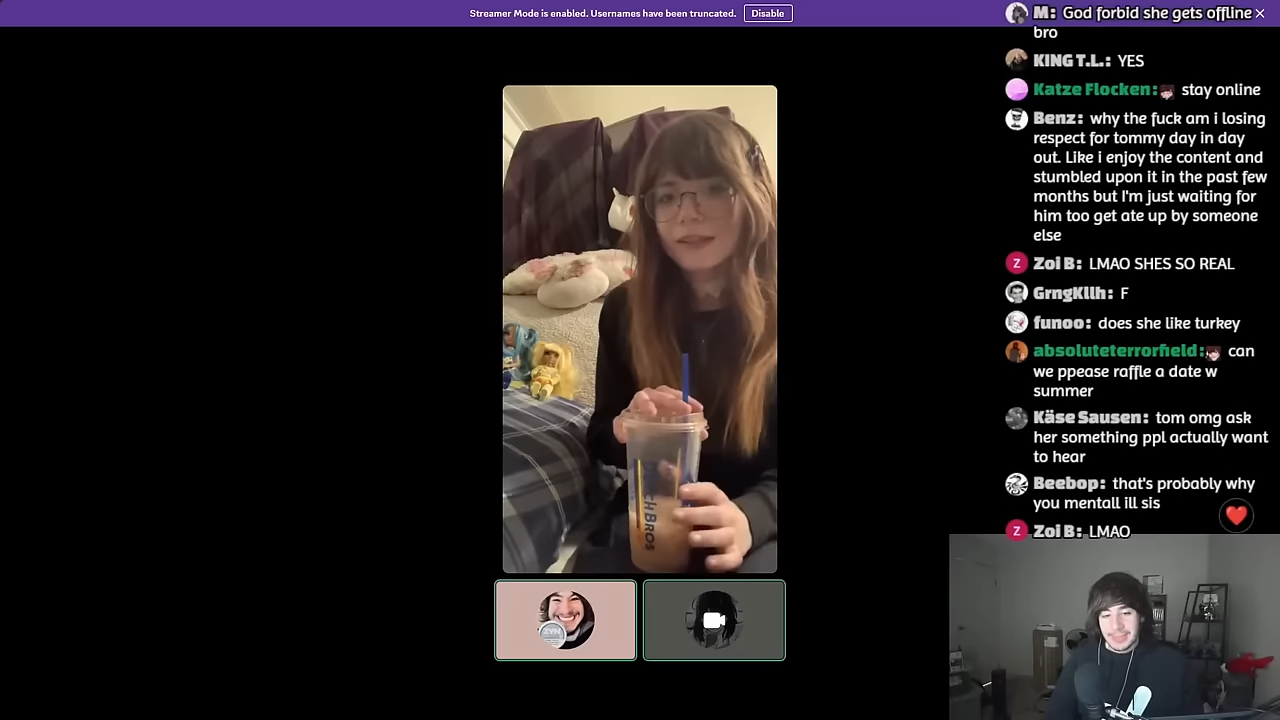 Streamer Mode is enabled. Usernames have been truncated. Disable
M: God forbid she gets offline
bro
KING T.L.: YES
Katze Flocken: stay online
Benz: why the fuck am i losing
respect for tommy day in day
out. Like i enjoy the content and
stumbled upon it in the past few
months but I'm just waiting for
him too get ate up by someone
else
Z Zoi B: LMAO SHES SO REAL
GrngKllh: F
funoo: does she like turkey
absoluteterrorfield: can
we ppease raffle a date w
summer
Käse Sausen: tom omg ask
her something ppl actually want
to hear
Beebop: that's probably why
you mentall ill sis
Z Zoi B: LMAO
ch Bros
ZYN